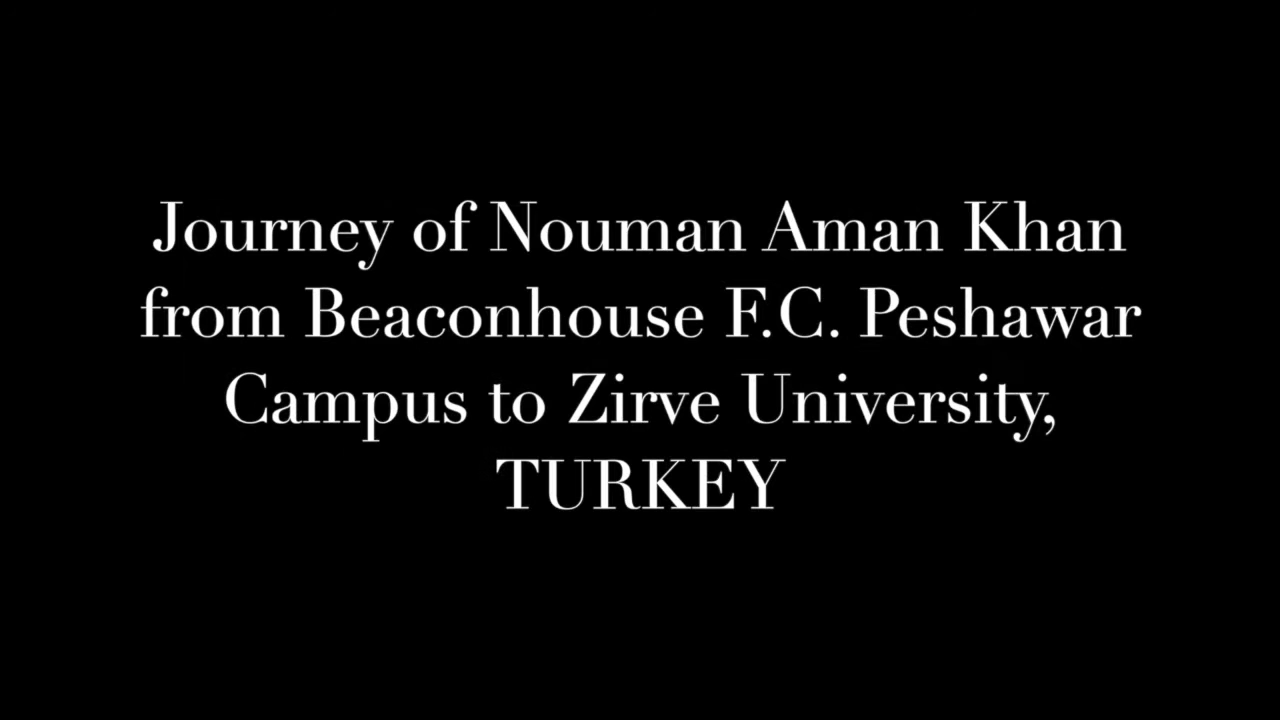 Journey of Nouman Aman Khan
from Beaconhouse F.C. Peshawar
Campus to Zirve University,
TURKEY